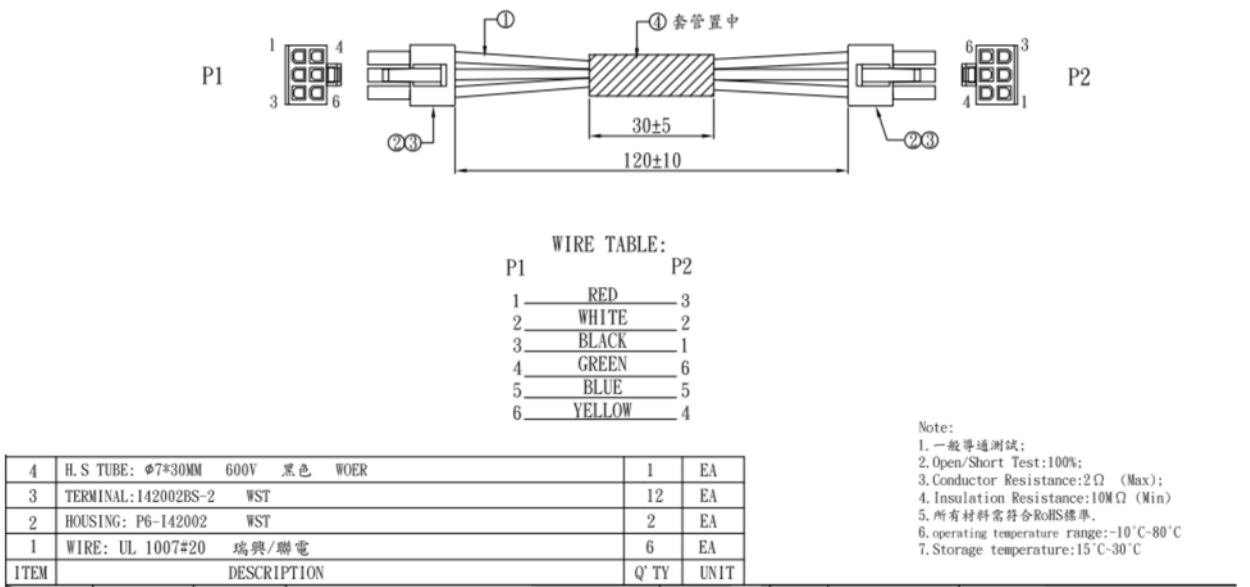 ① ④ 套管置中
1 4 6 3
P1 P2
3 6 4 1
②③ 30±5 ②③
120±10
WIRE TABLE:
P1 P2
1 RED 3
2 WHITE 2
3 BLACK 1
4 GREEN 6
5 BLUE 5
6 YELLOW 4
Note:
1.一般導通測試;
2.Open/Short Test:100%;
3.Conductor Resistance:2Ω (Max);
4.Insulation Resistance:10MΩ (Min)
5.所有材料需符合RoHS標準.
6.operating temperature range:-10°C~80°C
7.Storage temperature:15°C~30°C
4 H.S TUBE: Φ7*30MM 600V 黑色 WOER 1 EA
3 TERMINAL:I42002BS-2 WST 12 EA
2 HOUSING: P6-I42002 WST 2 EA
1 WIRE: UL 1007#20 瑞興/聯電 6 EA
ITEM DESCRIPTION Q'TY UNIT